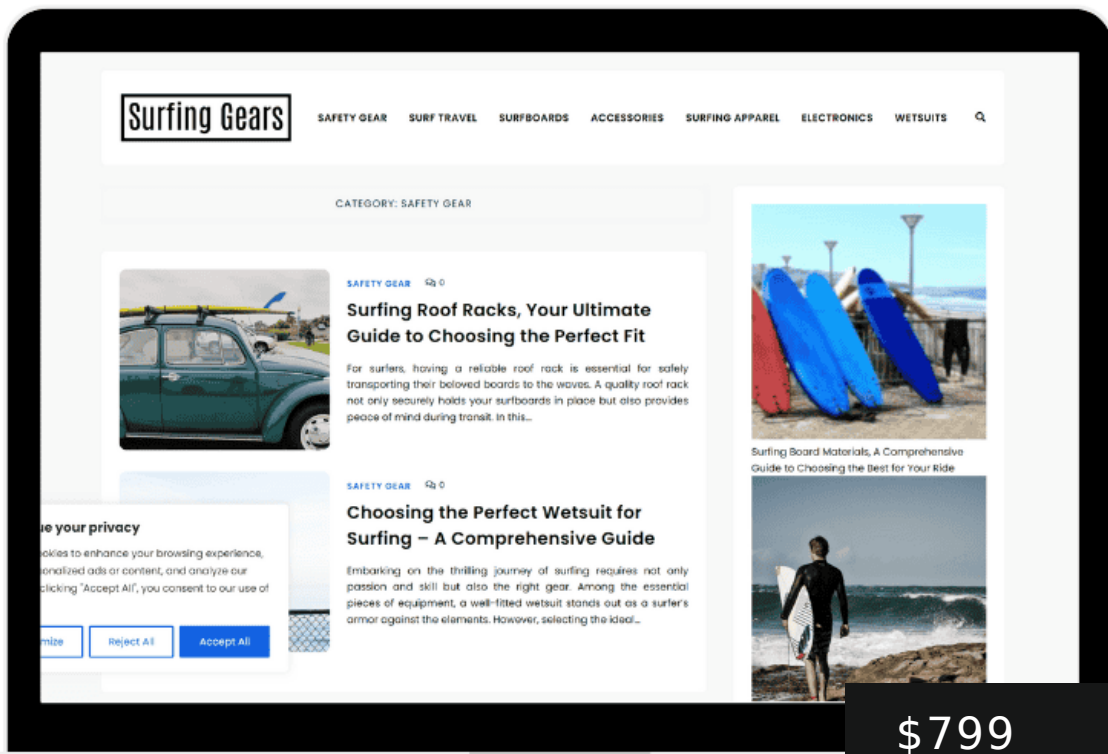 Surfing Gears
SAFETY GEAR SURF TRAVEL SURFBOARDS ACCESSORIES SURFING APPAREL ELECTRONICS WETSUITS
CATEGORY: SAFETY GEAR
SAFETY GEAR 0
Surfing Roof Racks, Your Ultimate
Guide to Choosing the Perfect Fit
For surfers, having a reliable roof rack is essential for safely
transporting their beloved boards to the waves. A quality roof rack
not only securely holds your surfboards in place but also provides
peace of mind during transit. In this...
SAFETY GEAR 0
Choosing the Perfect Wetsuit for
Surfing – A Comprehensive Guide
Embarking on the thrilling journey of surfing requires not only
passion and skill but also the right gear. Among the essential
pieces of equipment, a well-fitted wetsuit stands out as a surfer's
armor against the elements. However, selecting the ideal...
Surfing Board Materials, A Comprehensive
Guide to Choosing the Best for Your Ride
ue your privacy
ookies to enhance your browsing experience,
onalized ads or content, and analyze our
clicking "Accept All", you consent to our use of
mize Reject All Accept All
$799